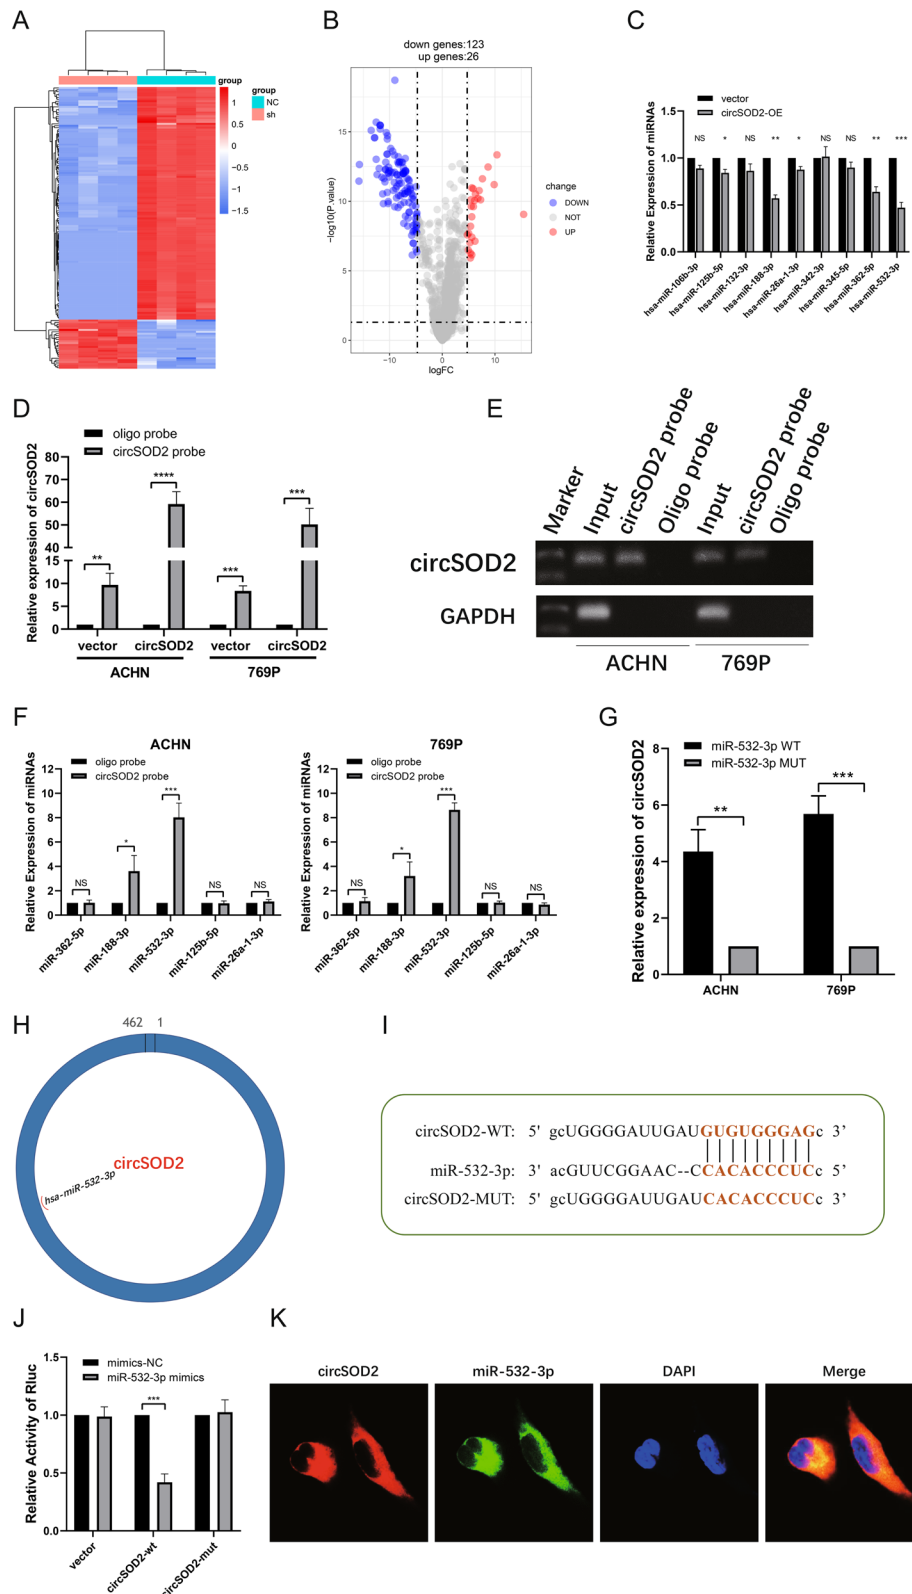 A
group
group
NC
sh
1
0.5
0
−0.5
−1
−1.5
B
down genes:123
up genes:26
−log10(P.value)
15
10
5
0
−10
0
10
logFC
change
DOWN
NOT
UP
C
vector
circSOD2-OE
Relative Expression of miRNAs
1.5
1.0
0.5
0.0
NS
*
NS
**
*
NS
NS
**
***
hsa-miR-106b-3p
hsa-miR-125b-5p
hsa-miR-132-3p
hsa-miR-188-3p
hsa-miR-26a-1-3p
hsa-miR-342-3p
hsa-miR-345-5p
hsa-miR-362-5p
hsa-miR-532-3p
D
oligo probe
circSOD2 probe
Relative expression of circSOD2
80
70
60
50
40
15
10
5
0
**
****
***
***
vector
circSOD2
vector
circSOD2
ACHN
769P
E
Marker
Input
circSOD2 probe
Oligo probe
Input
circSOD2 probe
Oligo probe
circSOD2
GAPDH
ACHN
769P
F
ACHN
oligo probe
circSOD2 probe
Relative Expression of miRNAs
12
10
8
6
4
2
0
NS
*
***
NS
NS
miR-362-5p
miR-188-3p
miR-532-3p
miR-125b-5p
miR-26a-1-3p
769P
oligo probe
circSOD2 probe
Relative Expression of miRNAs
12
10
8
6
4
2
0
NS
*
***
NS
NS
miR-362-5p
miR-188-3p
miR-532-3p
miR-125b-5p
miR-26a-1-3p
G
miR-532-3p WT
miR-532-3p MUT
Relative Expression of circSOD2
8
6
4
2
0
**
***
ACHN
769P
H
462 1
circSOD2
hsa-miR-532-3p
I
circSOD2-WT: 5' gcUGGGGAUUGAUGUGUGGGAGc 3’
miR-532-3p: 3' acGUUCGGAAC--CCACACCCUCc 5’
circSOD2-MUT: 5' gcUGGGGAUUGAUCACACCCUCc 3’
J
mimics-NC
miR-532-3p mimics
Relative Activity of Rluc
1.5
1.0
0.5
0.0
***
vector
circSOD2-wt
circSOD2-mut
K
circSOD2
miR-532-3p
DAPI
Merge